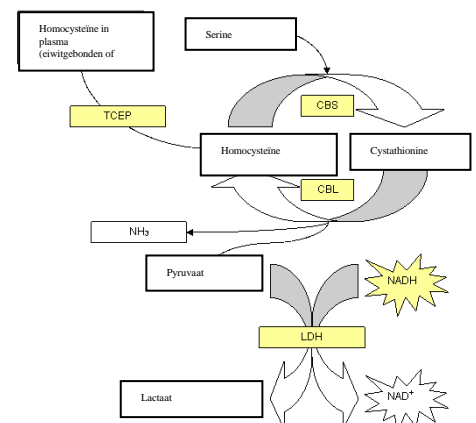 Homocysteïne in
plasma
(eiwitgebonden of
Serine
TCEP
CBS
Homocysteïne
Cystathionine
CBL
NH₃
Pyruvaat
NADH
LDH
Lactaat
NAD⁺